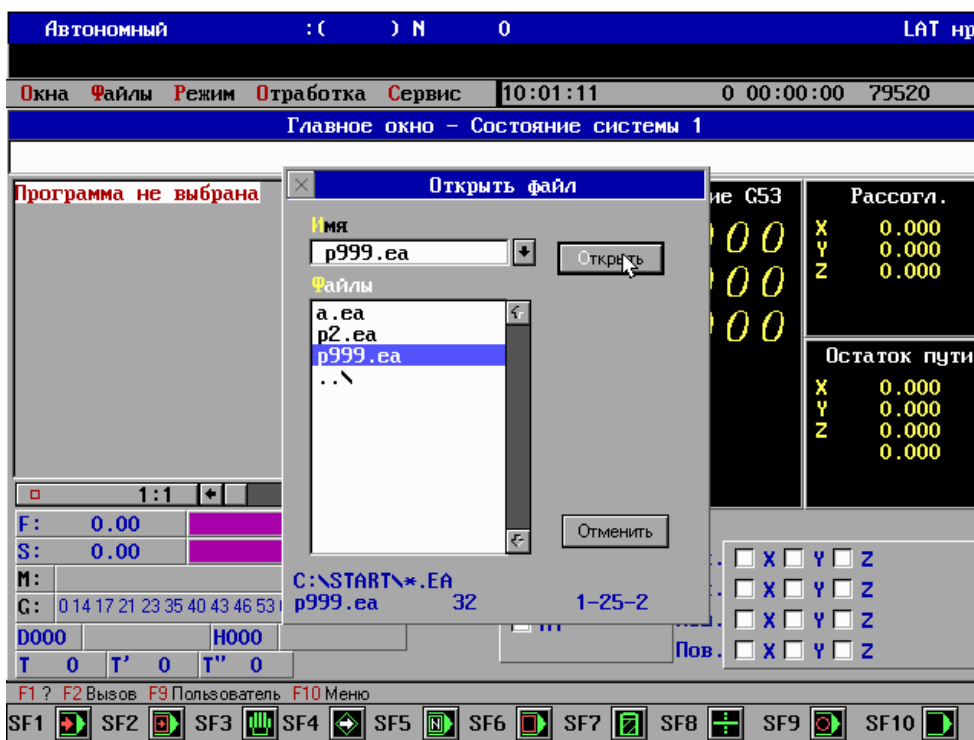 Автономный :( ) N 0 LAT нр
Окна Файлы Режим Отработка Сервис 10:01:11 0 00:00:00 79520
Главное окно - Состояние системы 1
Программа не выбрана
Открыть файл
Имя
p999.ea
Открыть
Файлы
a.ea
p2.ea
p999.ea
..\
Отменить
C:\START\*.EA
p999.ea 32 1-25-2
ие G53
00
00
00
Рассогл.
X 0.000
Y 0.000
Z 0.000
Остаток пути
X 0.000
Y 0.000
Z 0.000
0.000
1:1
F: 0.00
S: 0.00
M:
G: 0 14 17 21 23 35 40 43 46 53
D000 H000
T 0 T' 0 T'' 0
X Y Z
X Y Z
X Y Z
Пов. X Y Z
F1 ? F2 Вызов F9 Пользователь F10 Меню
SF1 SF2 SF3 SF4 SF5 N SF6 SF7 SF8 SF9 SF10